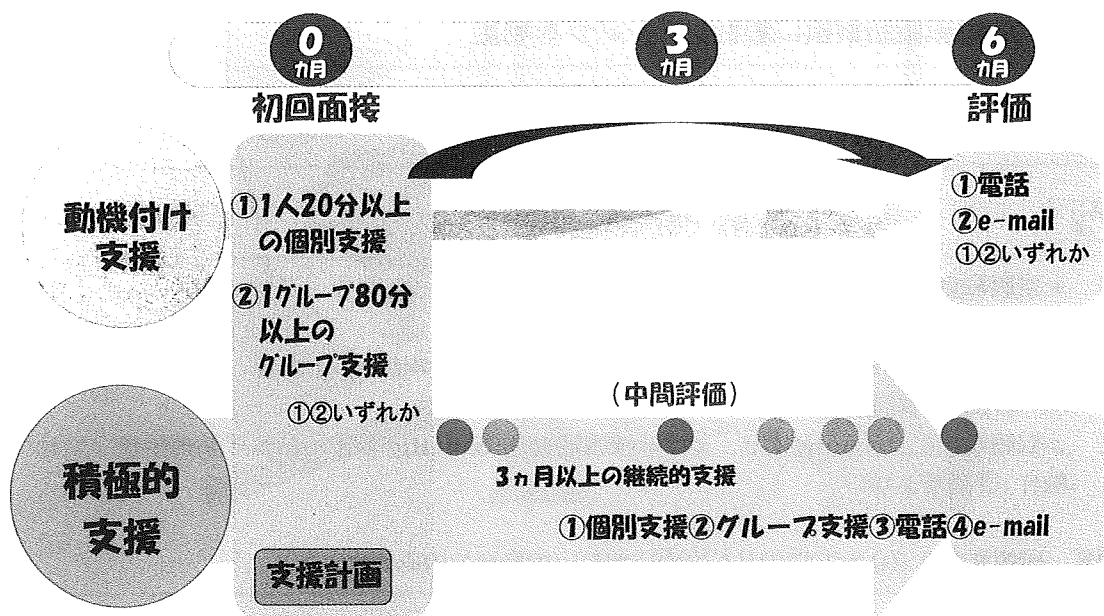 0
ヵ月
3
ヵ月
6
ヵ月
初回面接
評価
動機付け
支援
①1人20分以上
の個別支援
②1グループ80分
以上の
グループ支援
①②いずれか
①電話
②e-mail
①②いずれか
積極的
支援
(中間評価)
3ヵ月以上の継続的支援
①個別支援②グループ支援③電話④e-mail
支援計画